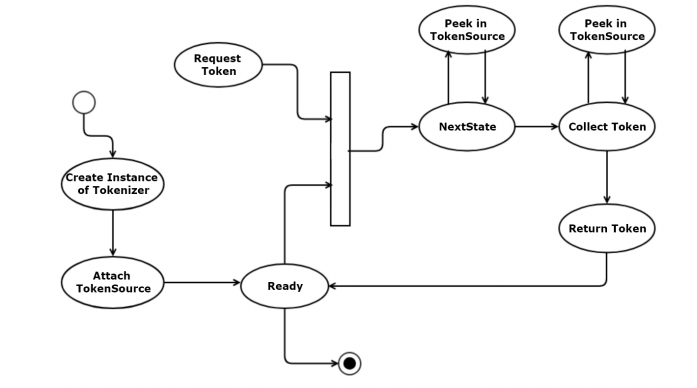 Peek in
TokenSource
Peek in
TokenSource
Request
Token
NextState
Collect Token
Create Instance
of Tokenizer
Return Token
Attach
TokenSource
Ready